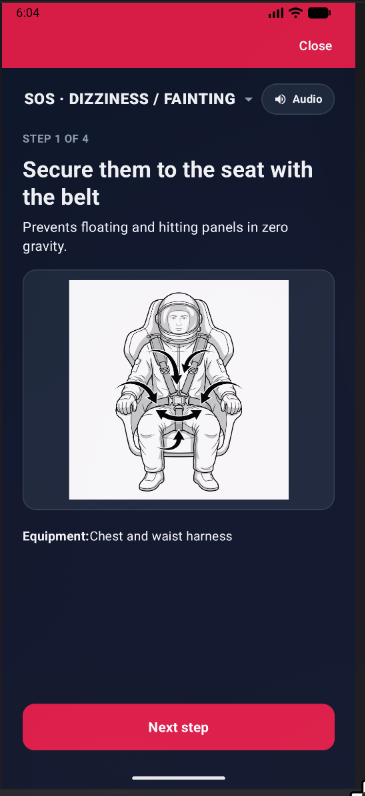 6:04
Close
SOS · DIZZINESS / FAINTING
Audio
STEP 1 OF 4
Secure them to the seat with
the belt
Prevents floating and hitting panels in zero
gravity.
Equipment:Chest and waist harness
Next step